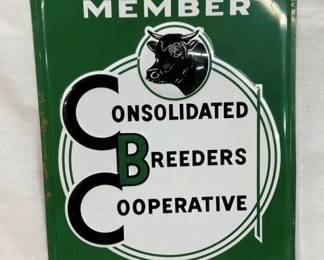 MEMBER
CONSOLIDATED
BREEDERS
COOPERATIVE